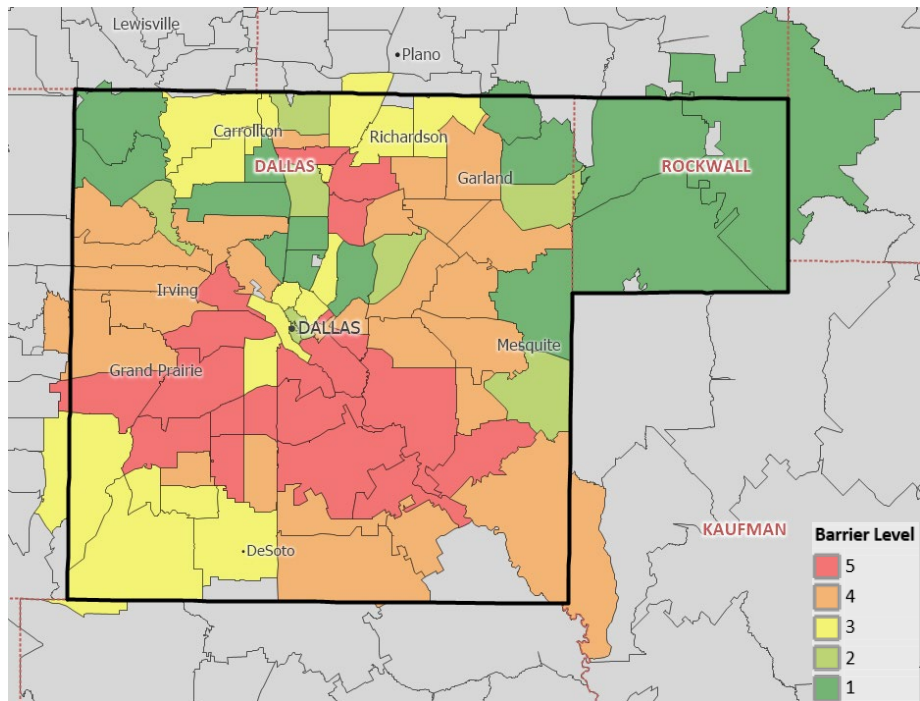 Lewisville
Plano
Carrollton
Richardson
DALLAS
ROCKWALL
Garland
Irving
DALLAS
Mesquite
Grand Prairie
KAUFMAN
DeSoto
Barrier Level
5
4
3
2
1